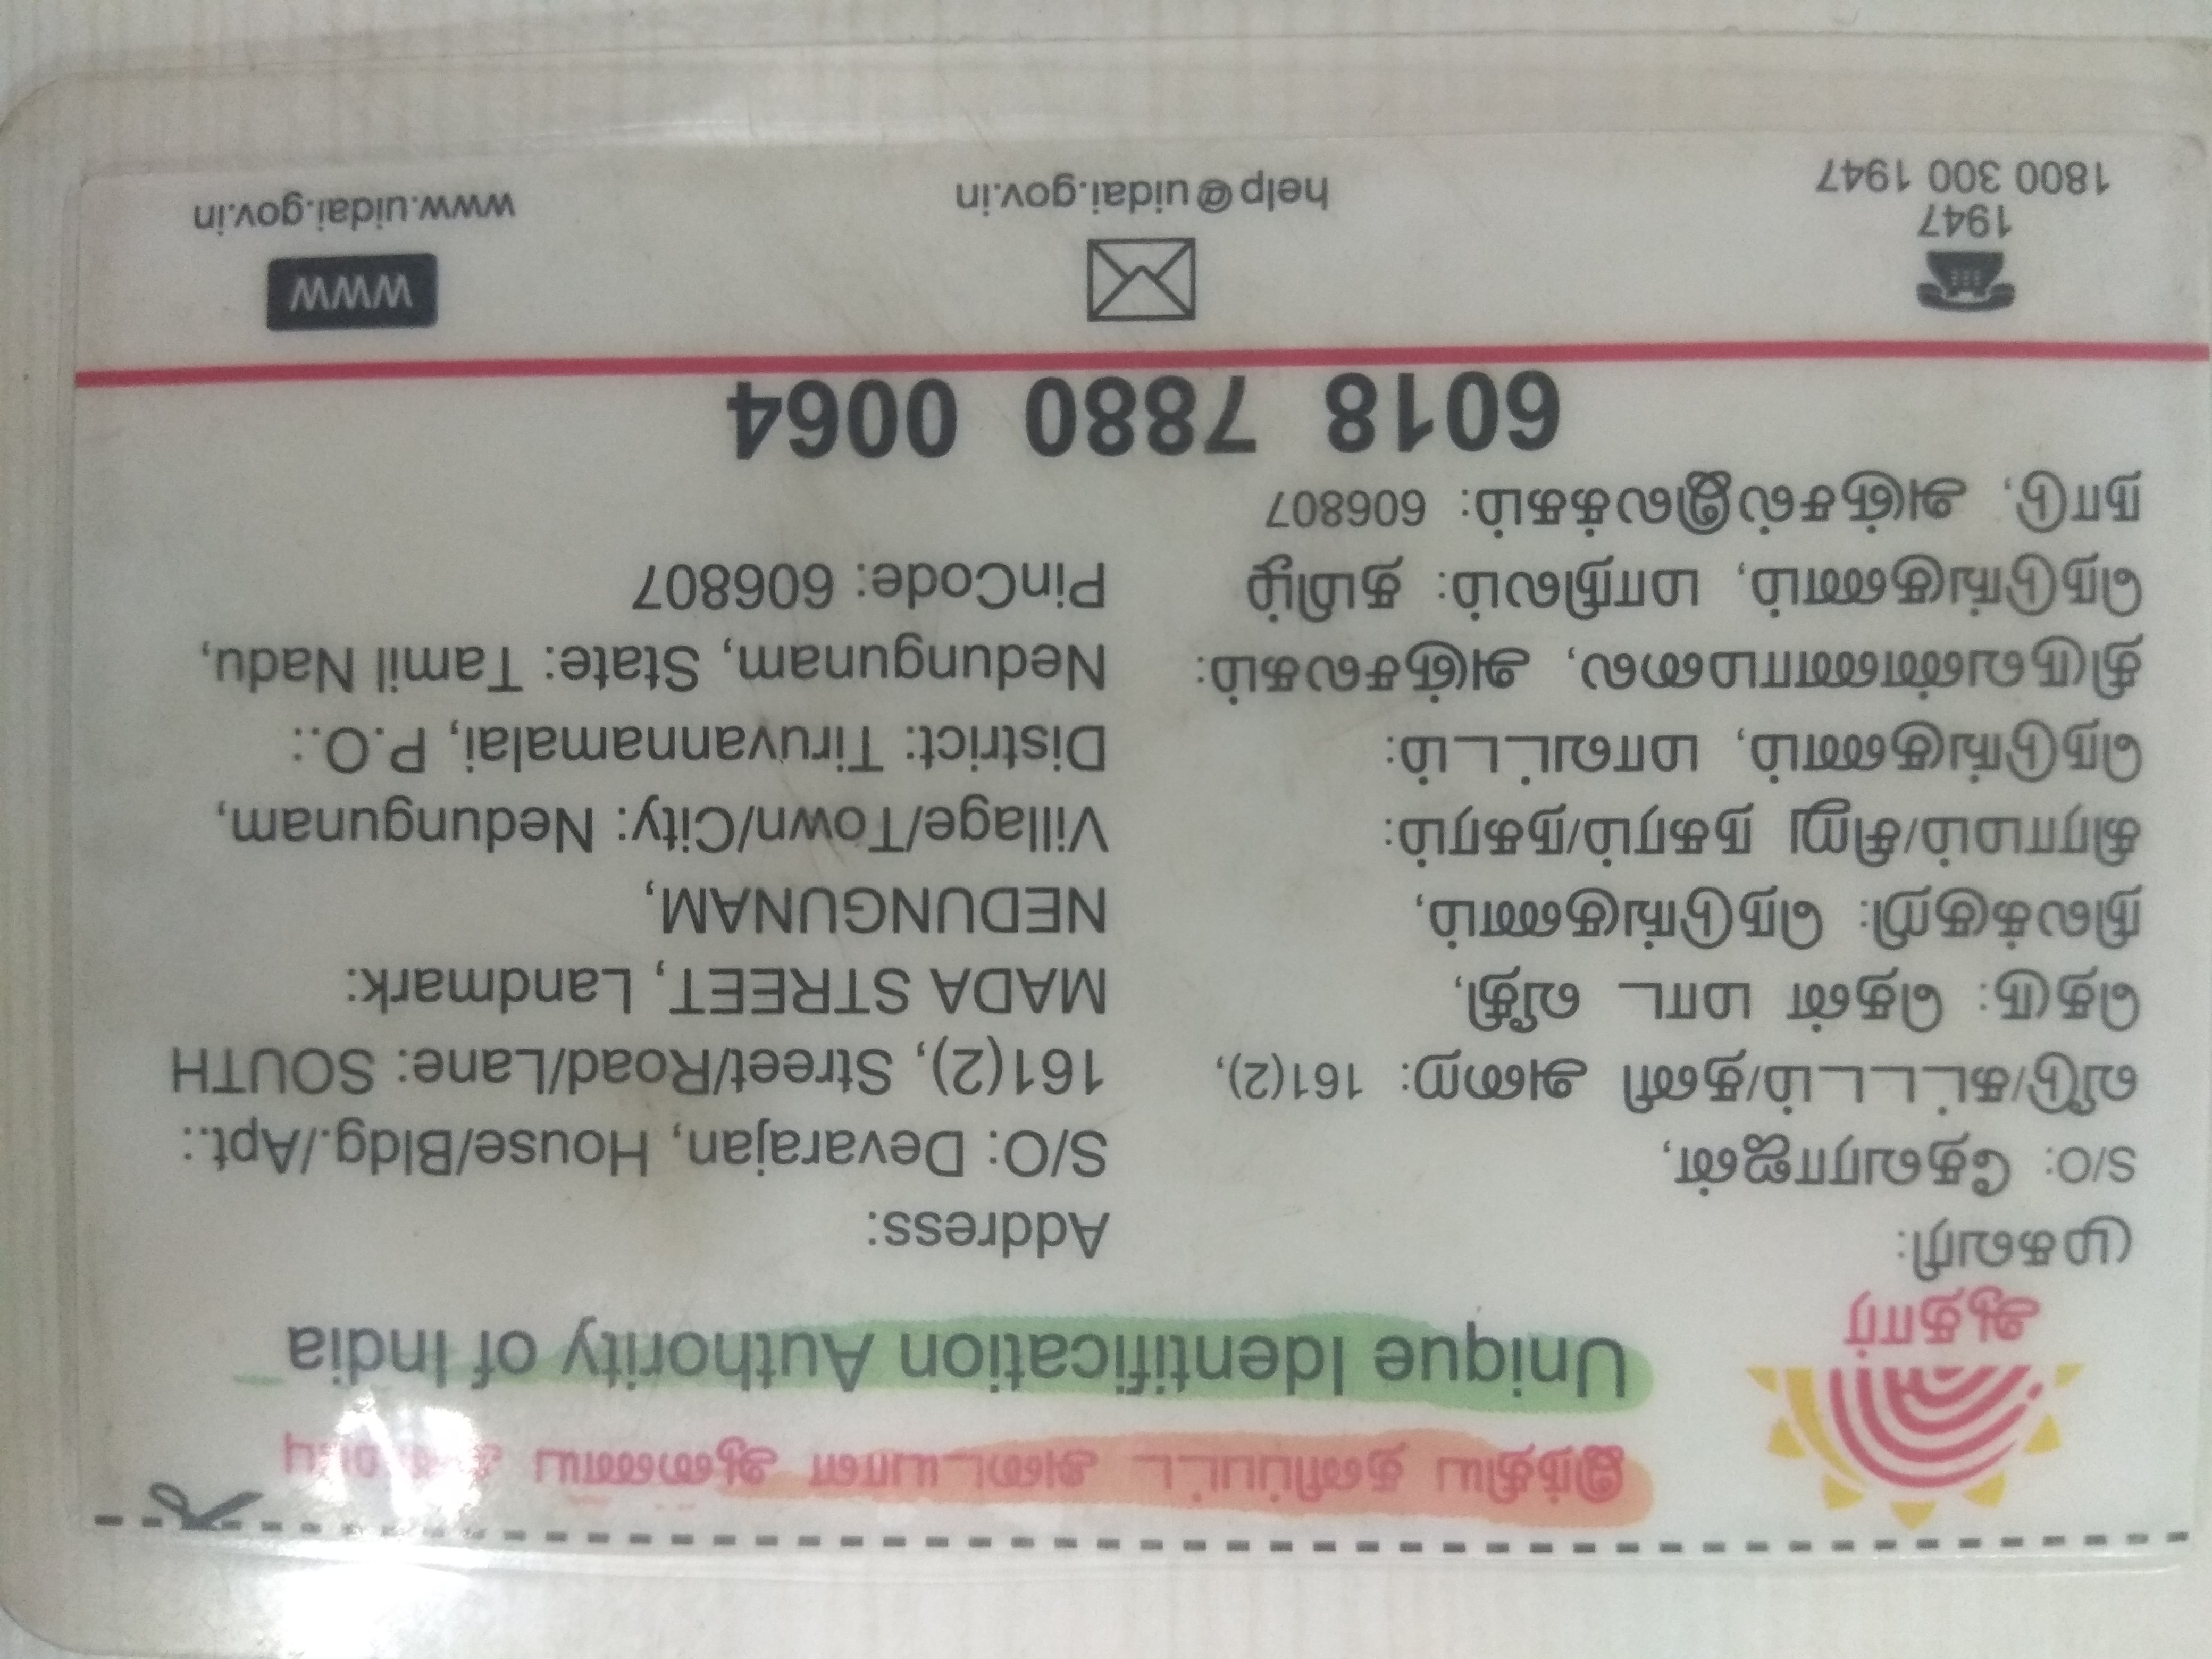 இந்திய தனிப்பட்ட அடையாள ஆணைய
Unique Identification Authority of India
ஆதார்
முகவரி:
S/O: தேவராஜன்,
வீடு/கட்டடம்/தனி அறை: 161(2),
தெரு: தென் மாட வீதி,
நிலக்குறி: நெடுங்குணம்,
கிராமம்/சிறு நகரம்/நகரம்:
நெடுங்குணம், மாவட்டம்:
திருவண்ணாமலை, அஞ்சலகம்:
நெடுங்குணம், மாநிலம்: தமிழ்
நாடு, அஞ்சல்இலக்கம்: 606807
Address:
S/O: Devarajan, House/Bldg./Apt.:
161(2), Street/Road/Lane: SOUTH
MADA STREET, Landmark:
NEDUNGUNAM,
Village/Town/City: Nedungunam,
District: Tiruvannamalai, P.O.:
Nedungunam, State: Tamil Nadu,
PinCode: 606807
6018 7880 0064
1947
1800 300 1947
help@uidai.gov.in
WWW
www.uidai.gov.in